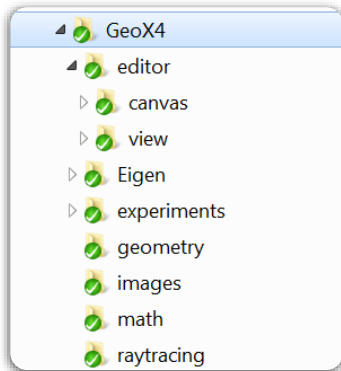 GeoX4
editor
canvas
view
Eigen
experiments
geometry
images
math
raytracing